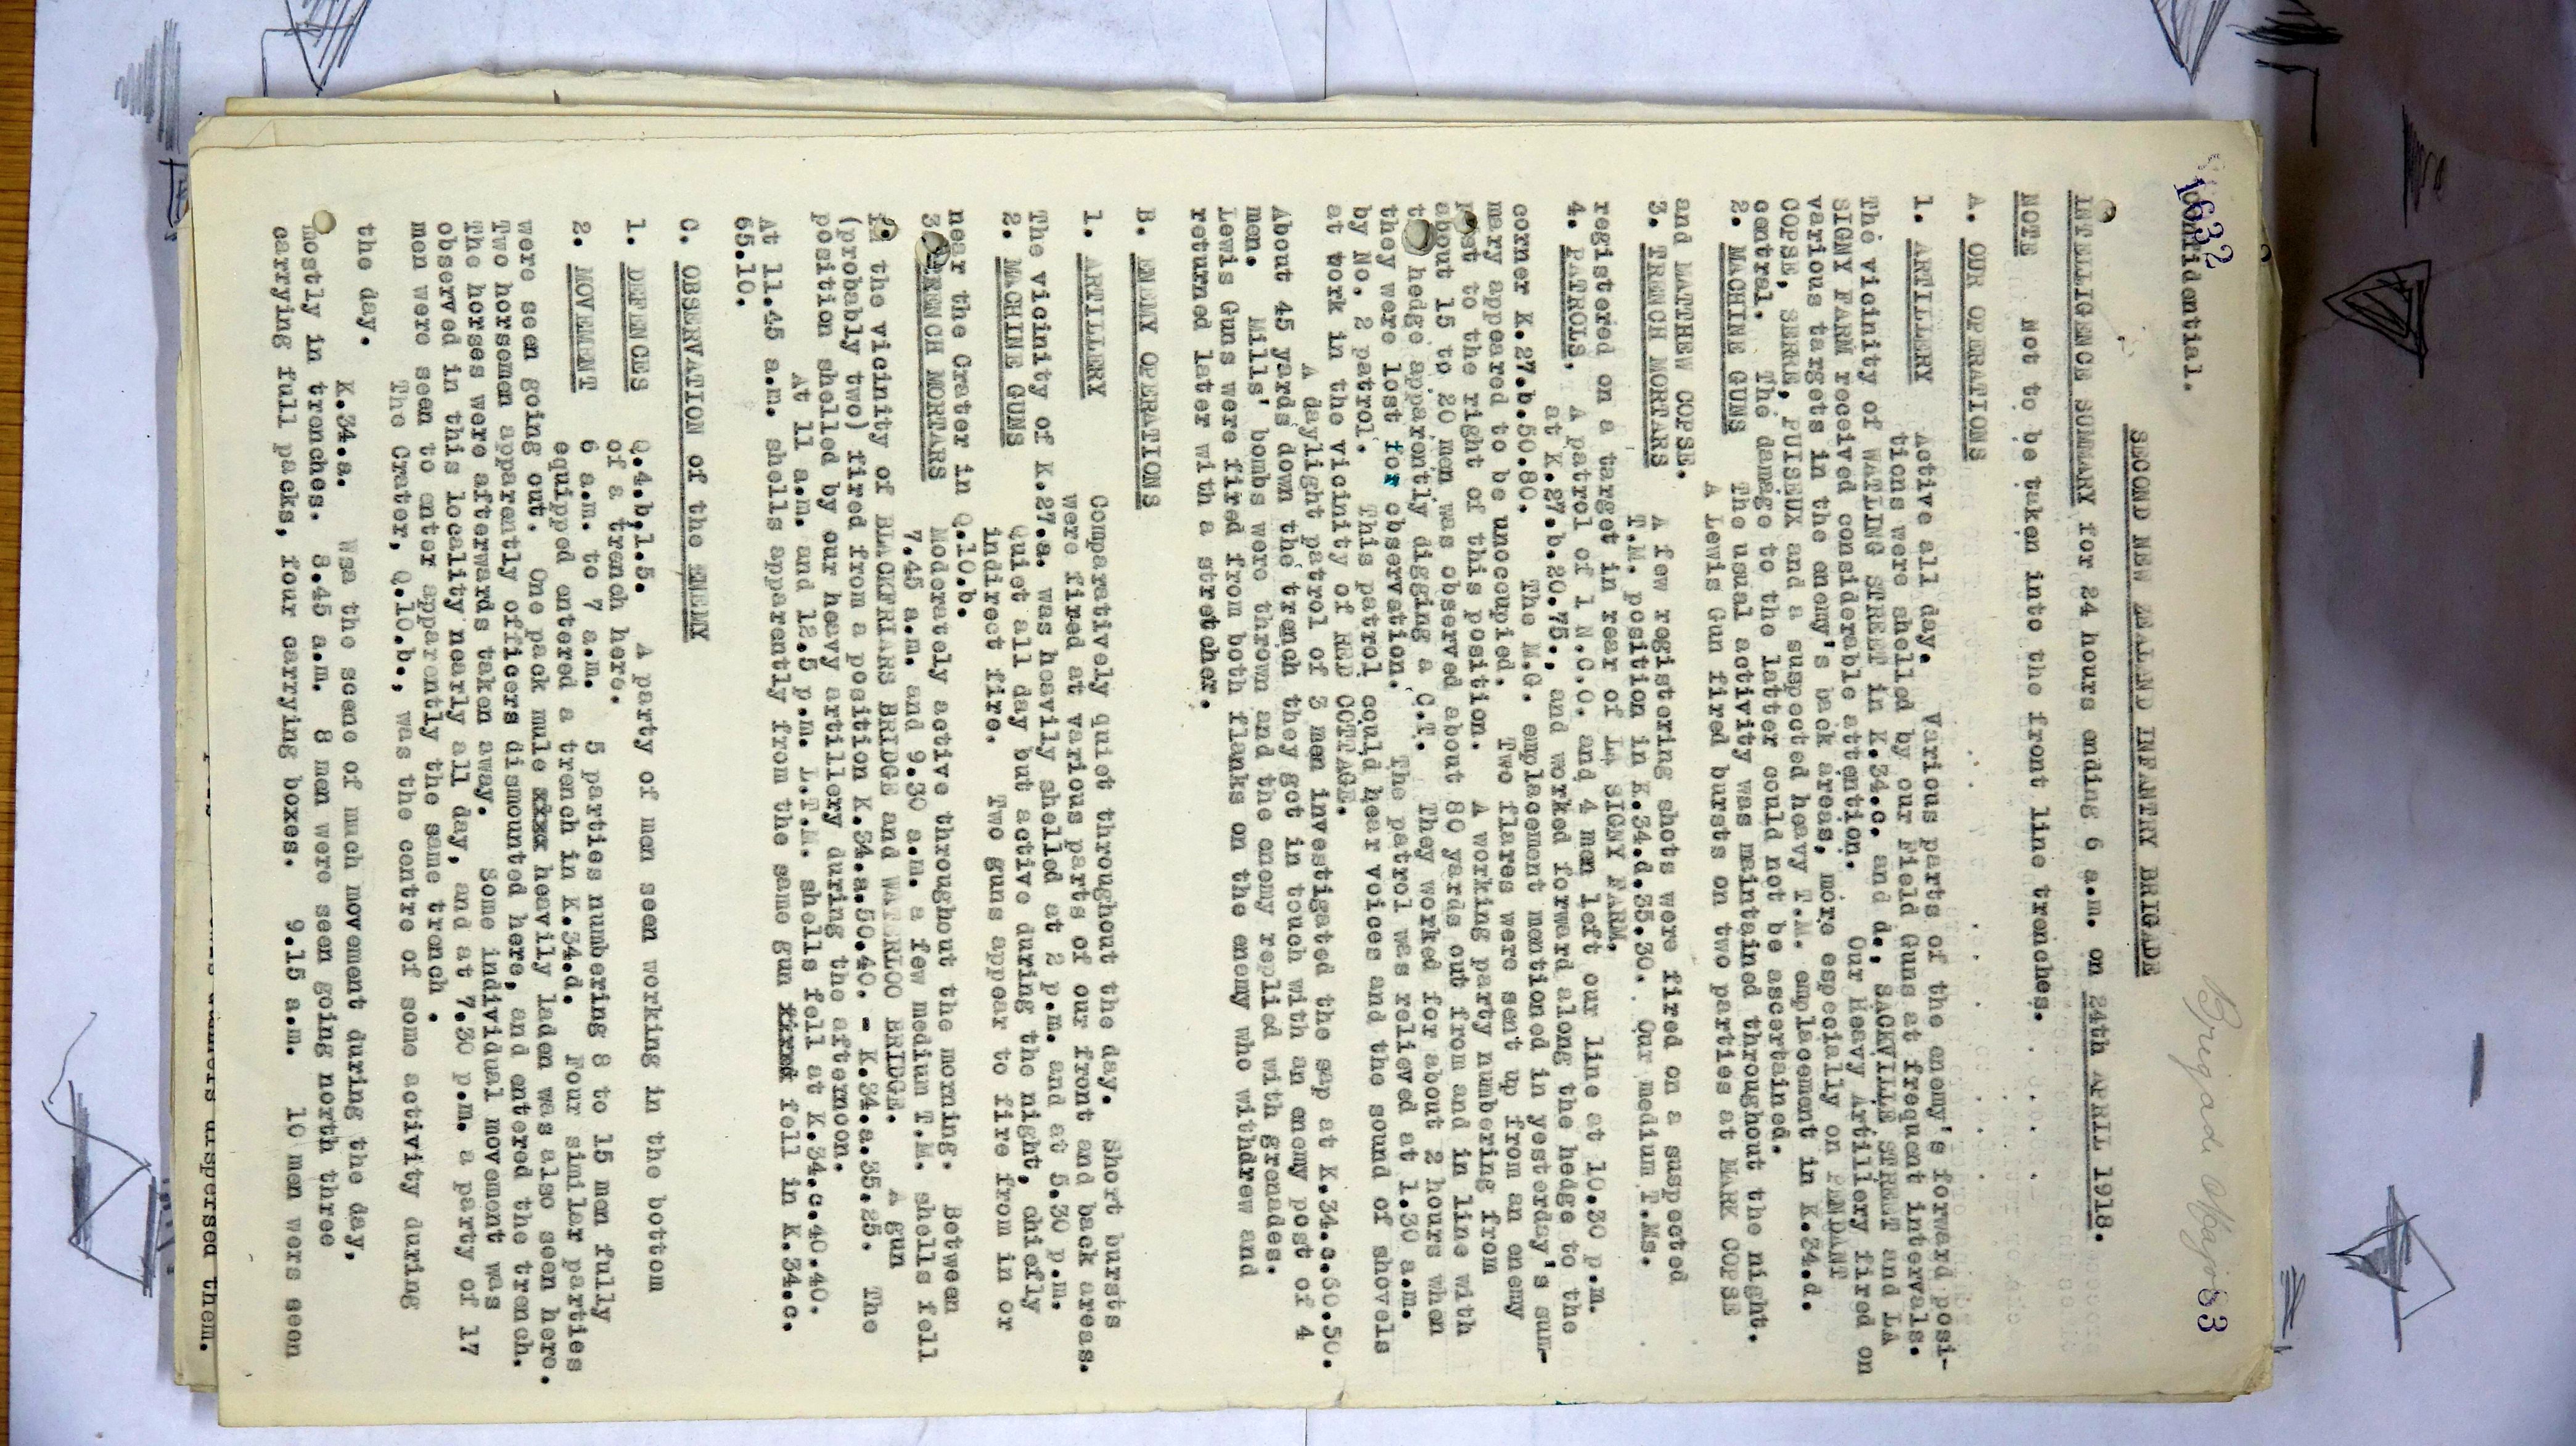 1632
Confidential.
Brigade Major
63
SECOND NEW ZEALAND INFANTRY BRIGADE
INTELLIGENCE SUMMARY for 24 hours ending 6 a.m. on 24th APRIL 1918.
NOTE Not to be taken into the front line trenches.
A. OUR OPERATIONS
1. ARTILLERY Active all day. Various parts of the enemy's forward posi-
tions were shelled by our Field Guns at frequent intervals.
The vicinity of WATLING STREET in K.34.c. and d., SACKVILLE STREET and LA
SIGNY FARM received considerable attention. Our Heavy Artillery fired on
various targets in the enemy's back areas, more especially on PENDANT
COPSE, SERRE, PUISEUX and a suspected heavy T.M. emplacement in K.34.d.
central. The damage to the latter could not be ascertained.
2. MACHINE GUNS The usual activity was maintained throughout the night.
A Lewis Gun fired bursts on two parties at MARK COPSE
and MATTHEW COPSE.
3. TRENCH MORTARS A few registering shots were fired on a suspected
T.M. position in K.34.d.35.30. Our medium T.Ms.
registered on a target in rear of LA SIGNY FARM.
4. PATROLS, A patrol of 1 N.C.O. and 4 men left our line at 10.30 p.m.
at K.27.b.20.75., and worked forward along the hedge to the
corner K.27.b.50.80. The M.G. emplacement mentioned in yesterday's sum-
mary appeared to be unoccupied. Two flares were sent up from an enemy
post to the right of this position. A working party numbering from
about 15 to 20 men was observed about 80 yards out from and in line with
the hedge apparently digging a C.T. They worked for about 2 hours when
they were lost for observation. The patrol was relieved at 1.30 a.m.
by No. 2 patrol. This patrol could hear voices and the sound of shovels
at work in the vicinity of RED COTTAGE.
A daylight patrol of 3 men investigated the sap at K.34.c.60.50.
About 45 yards down the trench they got in touch with an enemy post of 4
men. Mills' bombs were thrown and the enemy replied with grenades.
Lewis Guns were fired from both flanks on the enemy who withdrew and
returned later with a stretcher.
B. ENEMY OPERATIONS
1. ARTILLERY Comparatively quiet throughout the day. Short bursts
were fired at various parts of our front and back areas.
The vicinity of K.27.a. was heavily shelled at 2 p.m. and at 5.30 p.m.
2. MACHINE GUNS Quiet all day but active during the night, chiefly
indirect fire. Two guns appear to fire from in or
near the Crater in Q.10.b.
3. TRENCH MORTARS Moderately active throughout the morning. Between
7.45 a.m. and 9.30 a.m. a few medium T.M. shells fell
in the vicinity of BLACKFRIARS BRIDGE and WATERLOO BRIDGE. A gun
(probably two) fired from a position K.34.a.50.40. - K.34.a.35.25. The
position shelled by our heavy artillery during the afternoon.
At 11 a.m. and 12.5 p.m. L.T.M. shells fell at K.34.c.40.40.
At 11.45 a.m. shells apparently from the same gun fired fell in K.34.c.
65.10.
C. OBSERVATION of the ENEMY
1. DEFENCES Q.4.b.1.5. A party of men seen working in the bottom
of a trench here.
2. MOVEMENT 6 a.m. to 7 a.m. 5 parties numbering 8 to 15 men fully
equipped entered a trench in K.34.d. Four similar parties
were seen going out. One pack mule xxxx heavily laden was also seen here.
Two horsemen apparently officers dismounted here, and entered the trench.
The horses were afterwards taken away. Some individual movement was
observed in this locality nearly all day, and at 7.30 p.m. a party of 17
men were seen to enter apparently the same trench .
The Crater, Q.10.b., was the centre of some activity during
the day.
K.34.a. Wsa the scene of much movement during the day,
mostly in trenches. 8.45 a.m. 8 men were seen going north three
carrying full packs, four carrying boxes. 9.15 a.m. 10 men wers seen
dispersed them.